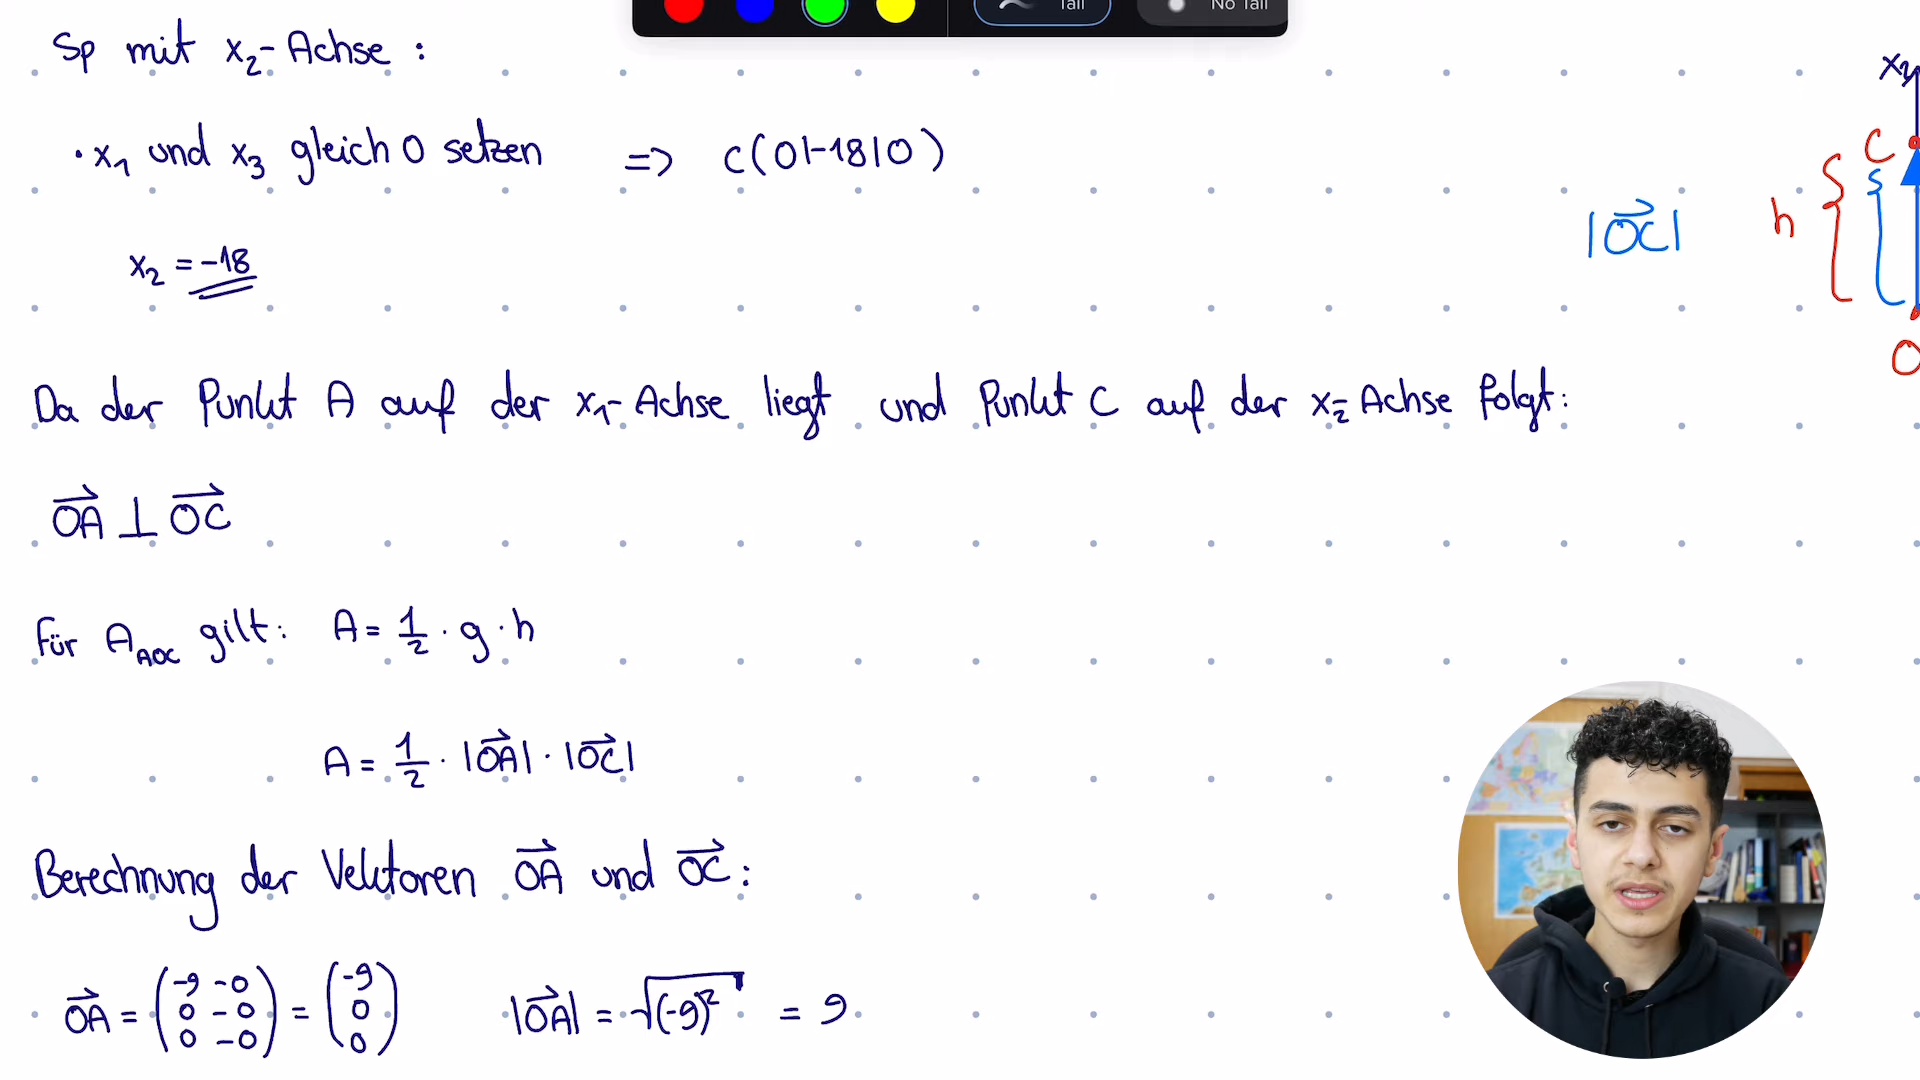 Tail No Tail
Sp mit x₂-Achse :
· x₁ und x₃ gleich 0 setzen => C(0|-18|0)
x₂ = -18
|OC⃗| h C
O
Da der Punkt A auf der x₁-Achse liegt und Punkt C auf der x₂-Achse folgt:
OA⃗ ⊥ OC⃗
Für A_AOC gilt: A = 1/2 · g · h
A = 1/2 · |OA⃗| · |OC⃗|
Berechnung der Vektoren OA⃗ und OC⃗ :
OA⃗ = (-9 -0 / 0 -0 / 0 -0) = (-9 / 0 / 0) |OA⃗| = √(-9)² = 9